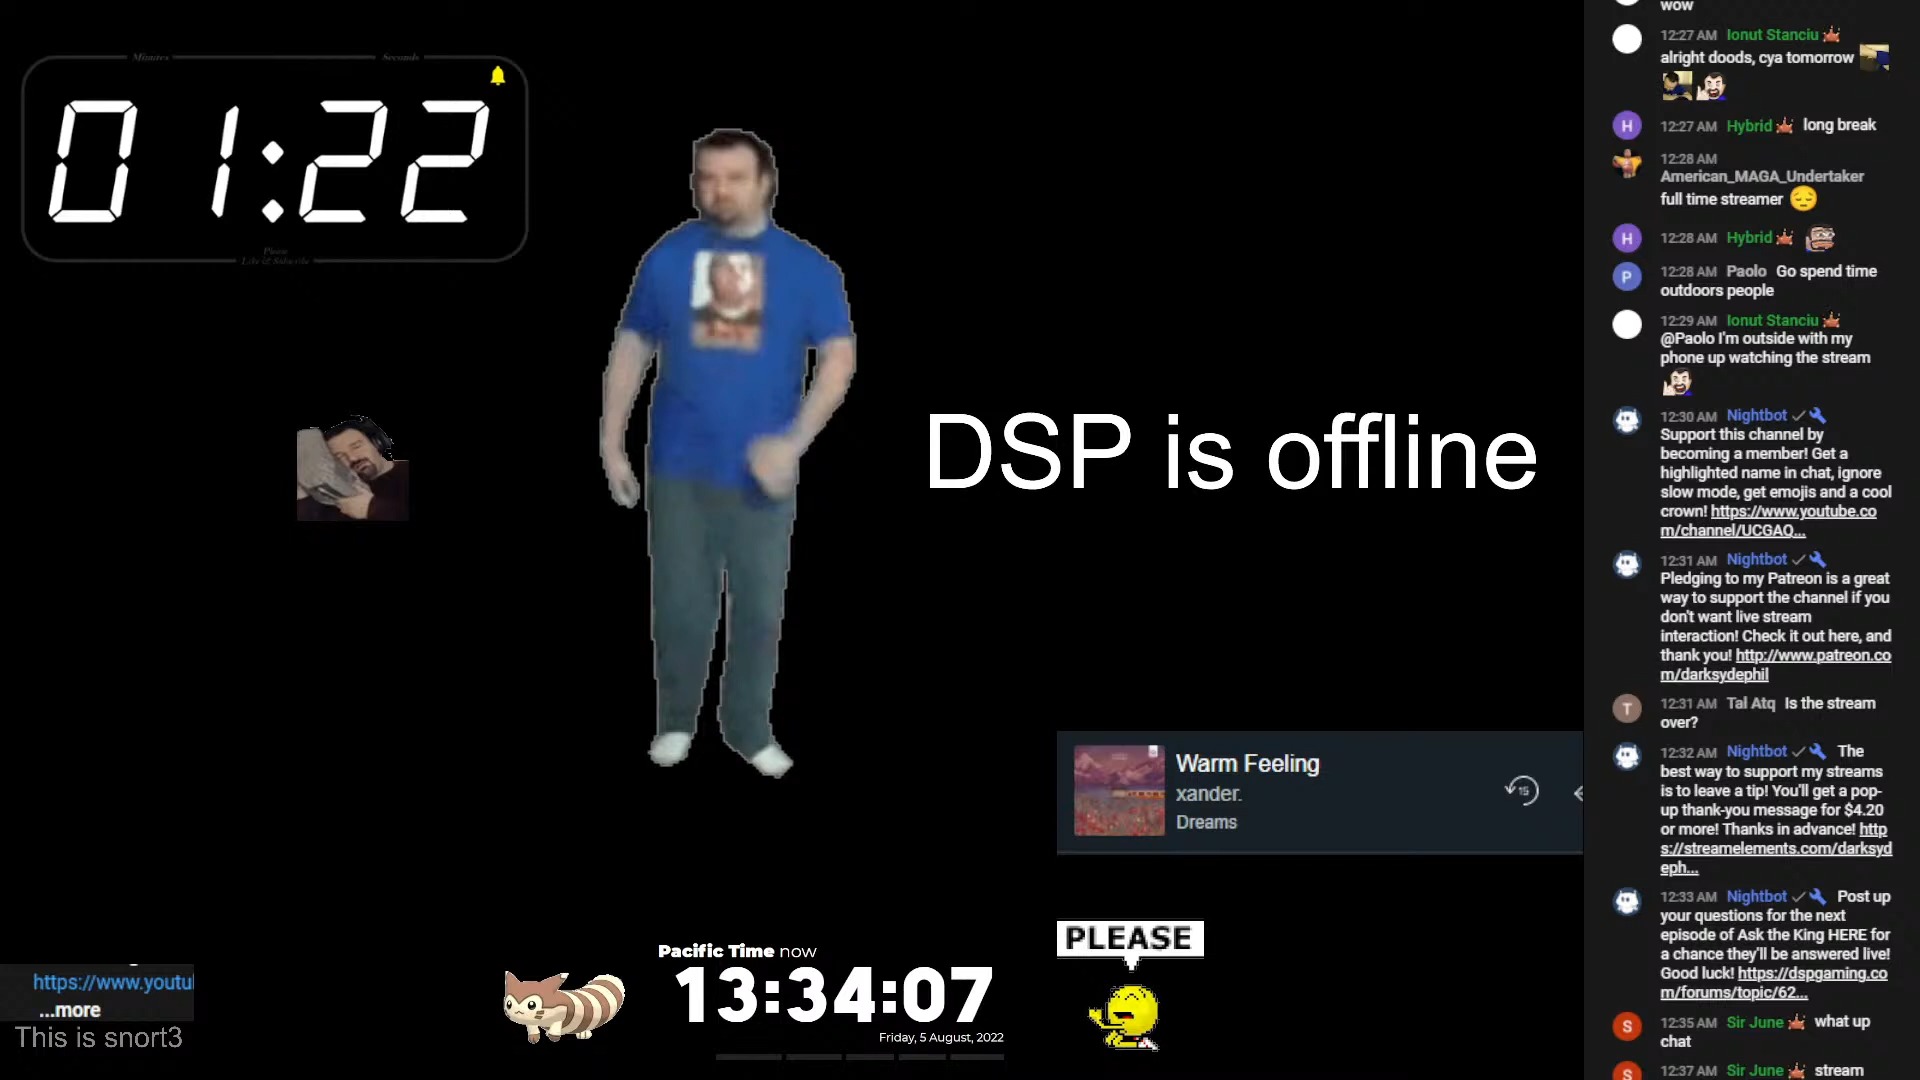 Minutes
Seconds
01:22
Please
Like & Subscribe
DSP is offline
Warm Feeling
xander.
Dreams
15
PLEASE
Pacific Time now
13:34:07
Friday, 5 August, 2022
https://www.youtu
...more
This is snort3
wow
12:27 AM Ionut Stanciu
alright doods, cya tomorrow
H
12:27 AM Hybrid long break
12:28 AM
American_MAGA_Undertaker
full time streamer
H
12:28 AM Hybrid
P
12:28 AM Paolo Go spend time
outdoors people
12:29 AM Ionut Stanciu
@Paolo I'm outside with my
phone up watching the stream
12:30 AM Nightbot
Support this channel by
becoming a member! Get a
highlighted name in chat, ignore
slow mode, get emojis and a cool
crown! https://www.youtube.co
m/channel/UCGAQ...
12:31 AM Nightbot
Pledging to my Patreon is a great
way to support the channel if you
don't want live stream
interaction! Check it out here, and
thank you! http://www.patreon.co
m/darksydephil
T
12:31 AM Tal Atq Is the stream
over?
12:32 AM Nightbot The
best way to support my streams
is to leave a tip! You'll get a pop-
up thank-you message for $4.20
or more! Thanks in advance! http
s://streamelements.com/darksyd
eph...
12:33 AM Nightbot Post up
your questions for the next
episode of Ask the King HERE for
a chance they'll be answered live!
Good luck! https://dspgaming.co
m/forums/topic/62...
S
12:35 AM Sir June what up
chat
S
12:37 AM Sir June stream